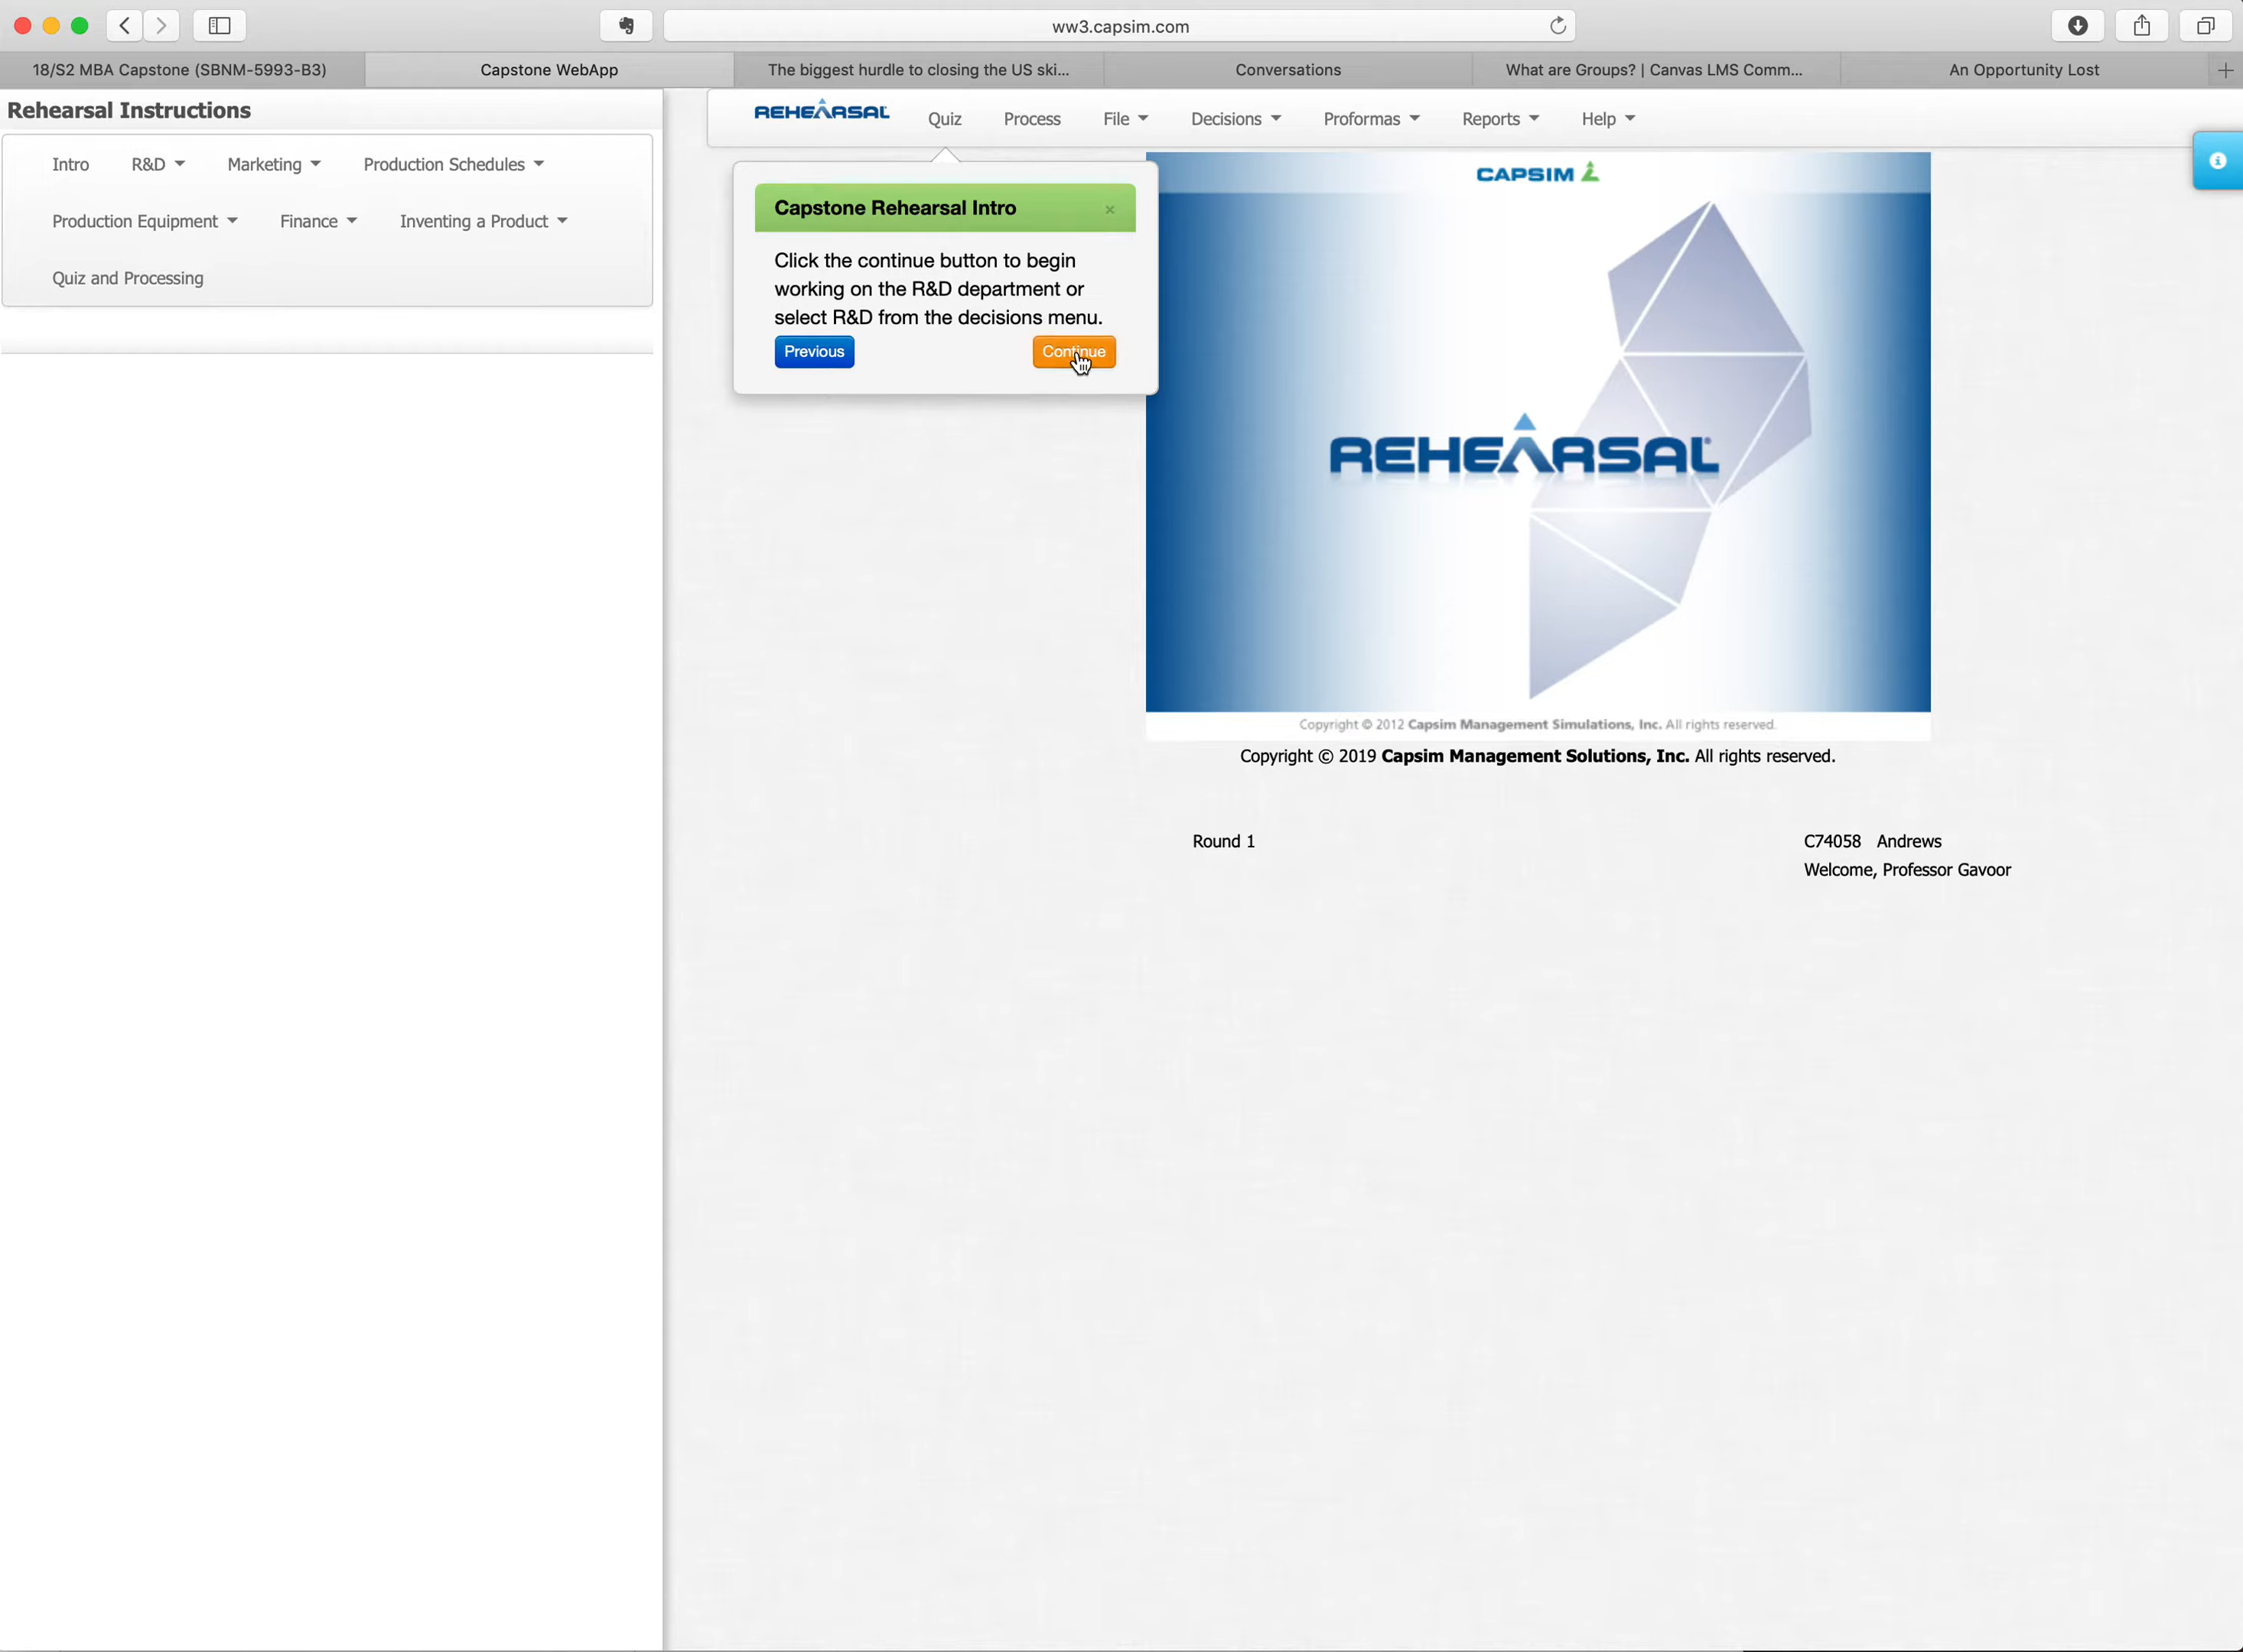 ww3.capsim.com
18/S2 MBA Capstone (SBNM-5993-B3)
Capstone WebApp
The biggest hurdle to closing the US ski...
Conversations
What are Groups? | Canvas LMS Comm...
An Opportunity Lost
Rehearsal Instructions
Intro
R&D
Marketing
Production Schedules
Production Equipment
Finance
Inventing a Product
Quiz and Processing
REHEARSAL
Quiz
Process
File
Decisions
Proformas
Reports
Help
Capstone Rehearsal Intro
Click the continue button to begin
working on the R&D department or
select R&D from the decisions menu.
Previous
Continue
CAPSIM
REHEARSAL
Copyright © 2012 Capsim Management Simulations, Inc. All rights reserved.
Copyright © 2019 Capsim Management Solutions, Inc. All rights reserved.
Round 1
C74058 Andrews
Welcome, Professor Gavoor